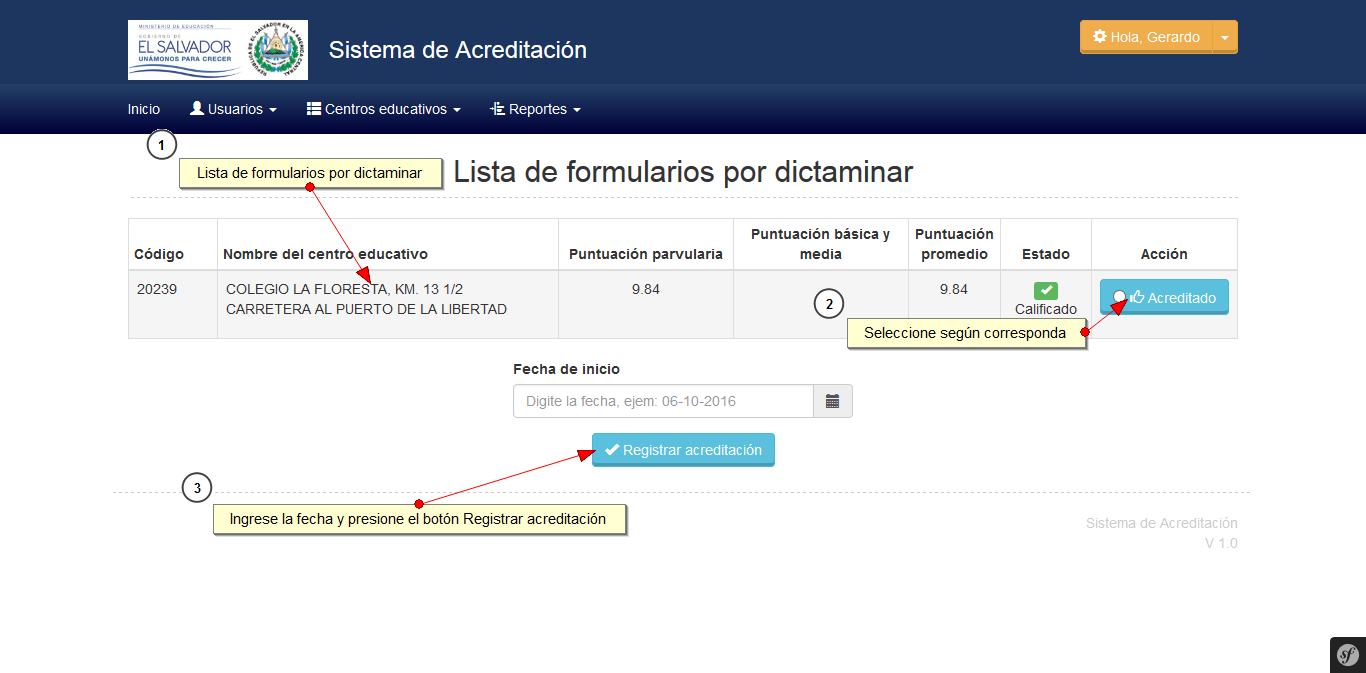 MINISTERIO DE EDUCACIÓN
GOBIERNO DE
EL SALVADOR
UNÁMONOS PARA CRECER
REPUBLICA DE EL SALVADOR EN LA AMERICA CENTRAL
Sistema de Acreditación
Hola, Gerardo
Inicio
Usuarios
Centros educativos
Reportes
1
Lista de formularios por dictaminar
Lista de formularios por dictaminar
Código
Nombre del centro educativo
Puntuación parvularia
Puntuación básica y
media
Puntuación
promedio
Estado
Acción
20239
COLEGIO LA FLORESTA, KM. 13 1/2
CARRETERA AL PUERTO DE LA LIBERTAD
9.84
9.84
Calificado
Acreditado
2
Seleccione según corresponda
Fecha de inicio
Digite la fecha, ejem: 06-10-2016
Registrar acreditación
3
Ingrese la fecha y presione el botón Registrar acreditación
Sistema de Acreditación
V 1.0
sf